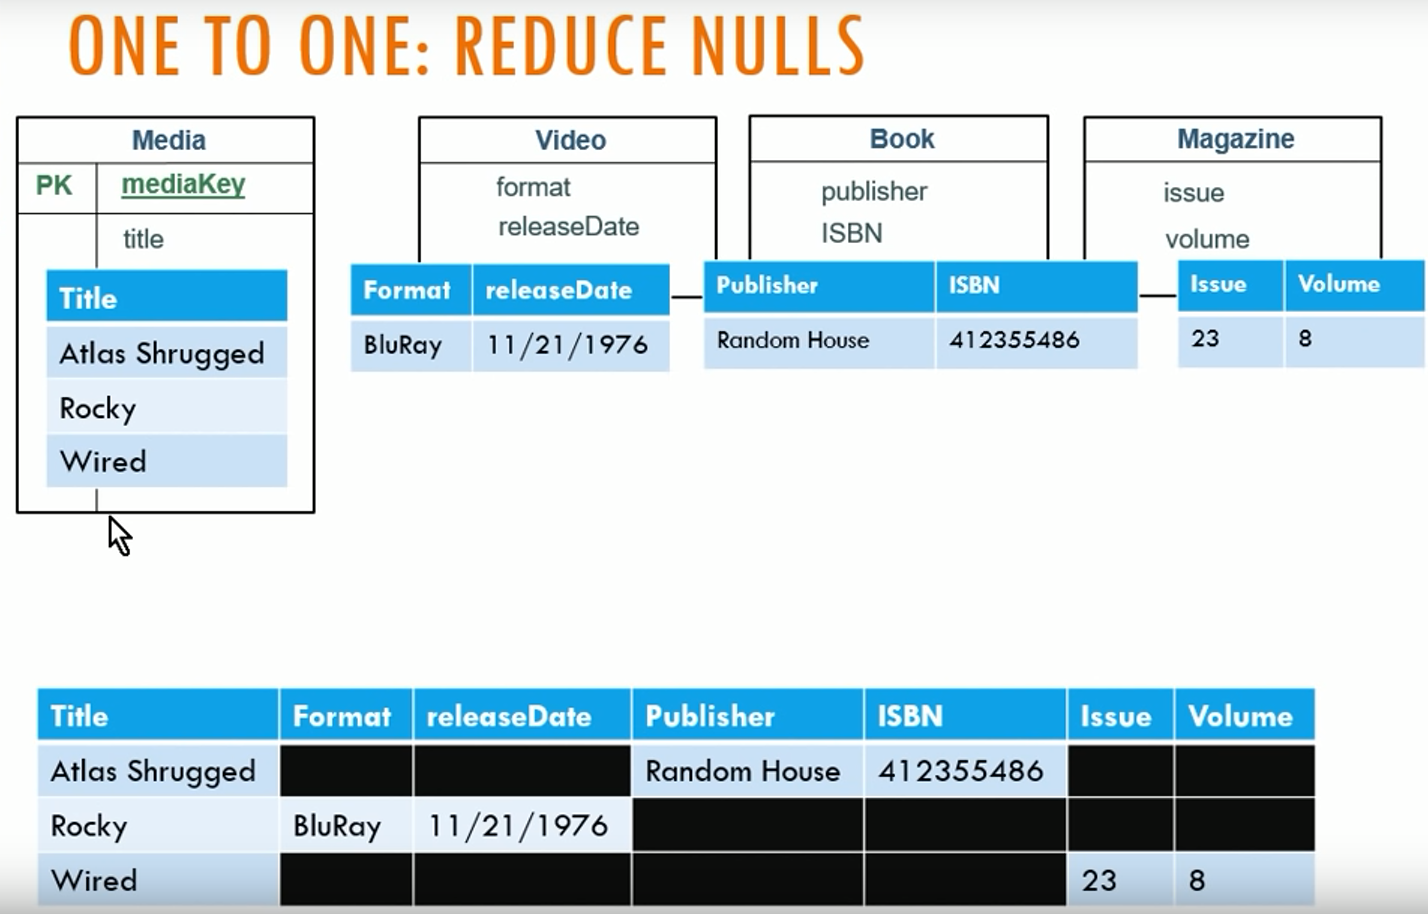 ONE TO ONE: REDUCE NULLS
Media
PK mediaKey
title
Title
Atlas Shrugged
Rocky
Wired
Video
format
releaseDate
Format releaseDate
BluRay 11/21/1976
Book
publisher
ISBN
Publisher ISBN
Random House 412355486
Magazine
issue
volume
Issue Volume
23 8
Title Format releaseDate Publisher ISBN Issue Volume
Atlas Shrugged Random House 412355486
Rocky BluRay 11/21/1976
Wired 23 8